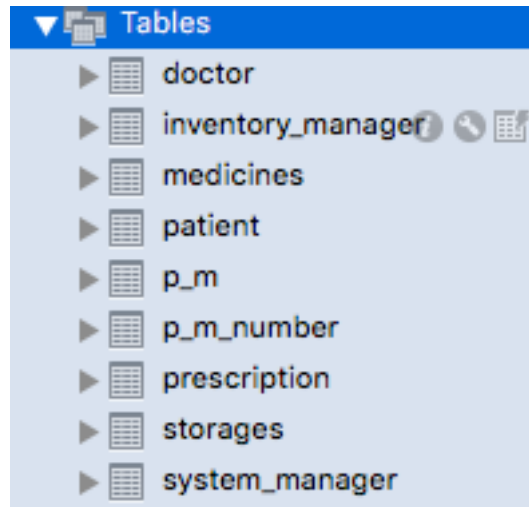 Tables
doctor
inventory_manager
medicines
patient
p_m
p_m_number
prescription
storages
system_manager